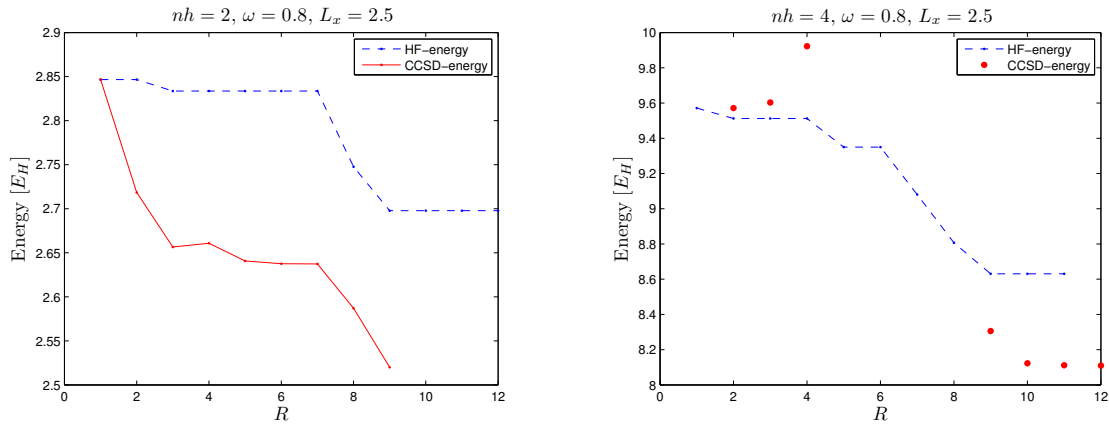 nh = 2, ω = 0.8, L_x = 2.5
2.9
2.85
2.8
2.75
2.7
2.65
2.6
2.55
2.5
Energy [E_H]
HF−energy
CCSD−energy
0 2 4 6 8 10 12
R
nh = 4, ω = 0.8, L_x = 2.5
10
9.8
9.6
9.4
9.2
9
8.8
8.6
8.4
8.2
8
Energy [E_H]
HF−energy
CCSD−energy
0 2 4 6 8 10 12
R